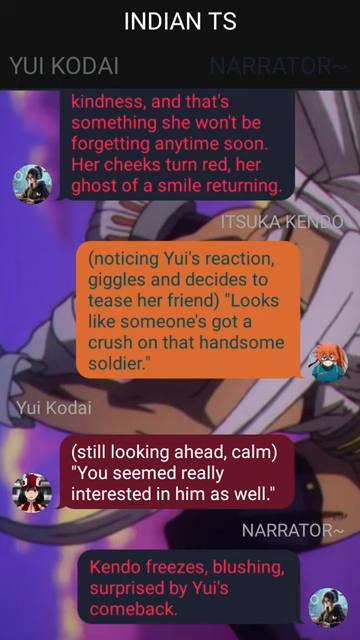 INDIAN TS
YUI KODAI NARRATOR~
kindness, and that's
something she won't be
forgetting anytime soon.
Her cheeks turn red, her
ghost of a smile returning.
ITSUKA KENDO
(noticing Yui's reaction,
giggles and decides to
tease her friend) "Looks
like someone's got a
crush on that handsome
soldier."
Yui Kodai
(still looking ahead, calm)
"You seemed really
interested in him as well."
NARRATOR~
Kendo freezes, blushing,
surprised by Yui's
comeback.